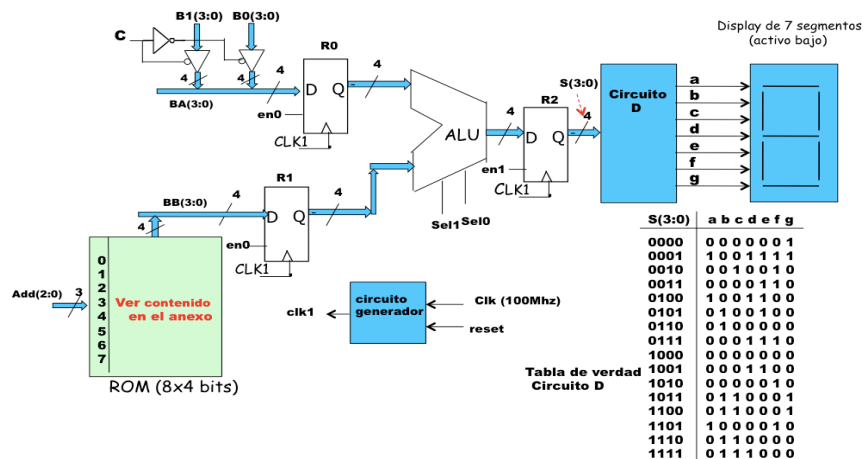 B1(3:0)
B0(3:0)
C
4
4
4
BA(3:0)
R0
D
Q
en0
CLK1
4
ALU
Sel1
Sel0
4
R2
D
Q
en1
CLK1
S(3:0)
4
Circuito
D
a
b
c
d
e
f
g
Display de 7 segmentos
(activo bajo)
BB(3:0)
4
4
R1
D
Q
en0
CLK1
4
Add(2:0)
3
0
1
2
3
4
5
6
7
Ver contenido
en el anexo
ROM (8x4 bits)
clk1
circuito
generador
Clk (100Mhz)
reset
Tabla de verdad
Circuito D
S(3:0) a b c d e f g
0000 0 0 0 0 0 0 1
0001 1 0 0 1 1 1 1
0010 0 0 1 0 0 1 0
0011 0 0 0 0 1 1 0
0100 1 0 0 1 1 0 0
0101 0 1 0 0 1 0 0
0110 0 1 0 0 0 0 0
0111 0 0 0 1 1 1 0
1000 0 0 0 0 0 0 0
1001 0 0 0 1 1 0 0
1010 0 0 0 0 0 1 0
1011 0 1 1 0 0 0 1
1100 0 1 1 0 0 0 1
1101 1 0 0 0 0 1 0
1110 0 1 1 0 0 0 0
1111 0 1 1 1 0 0 0